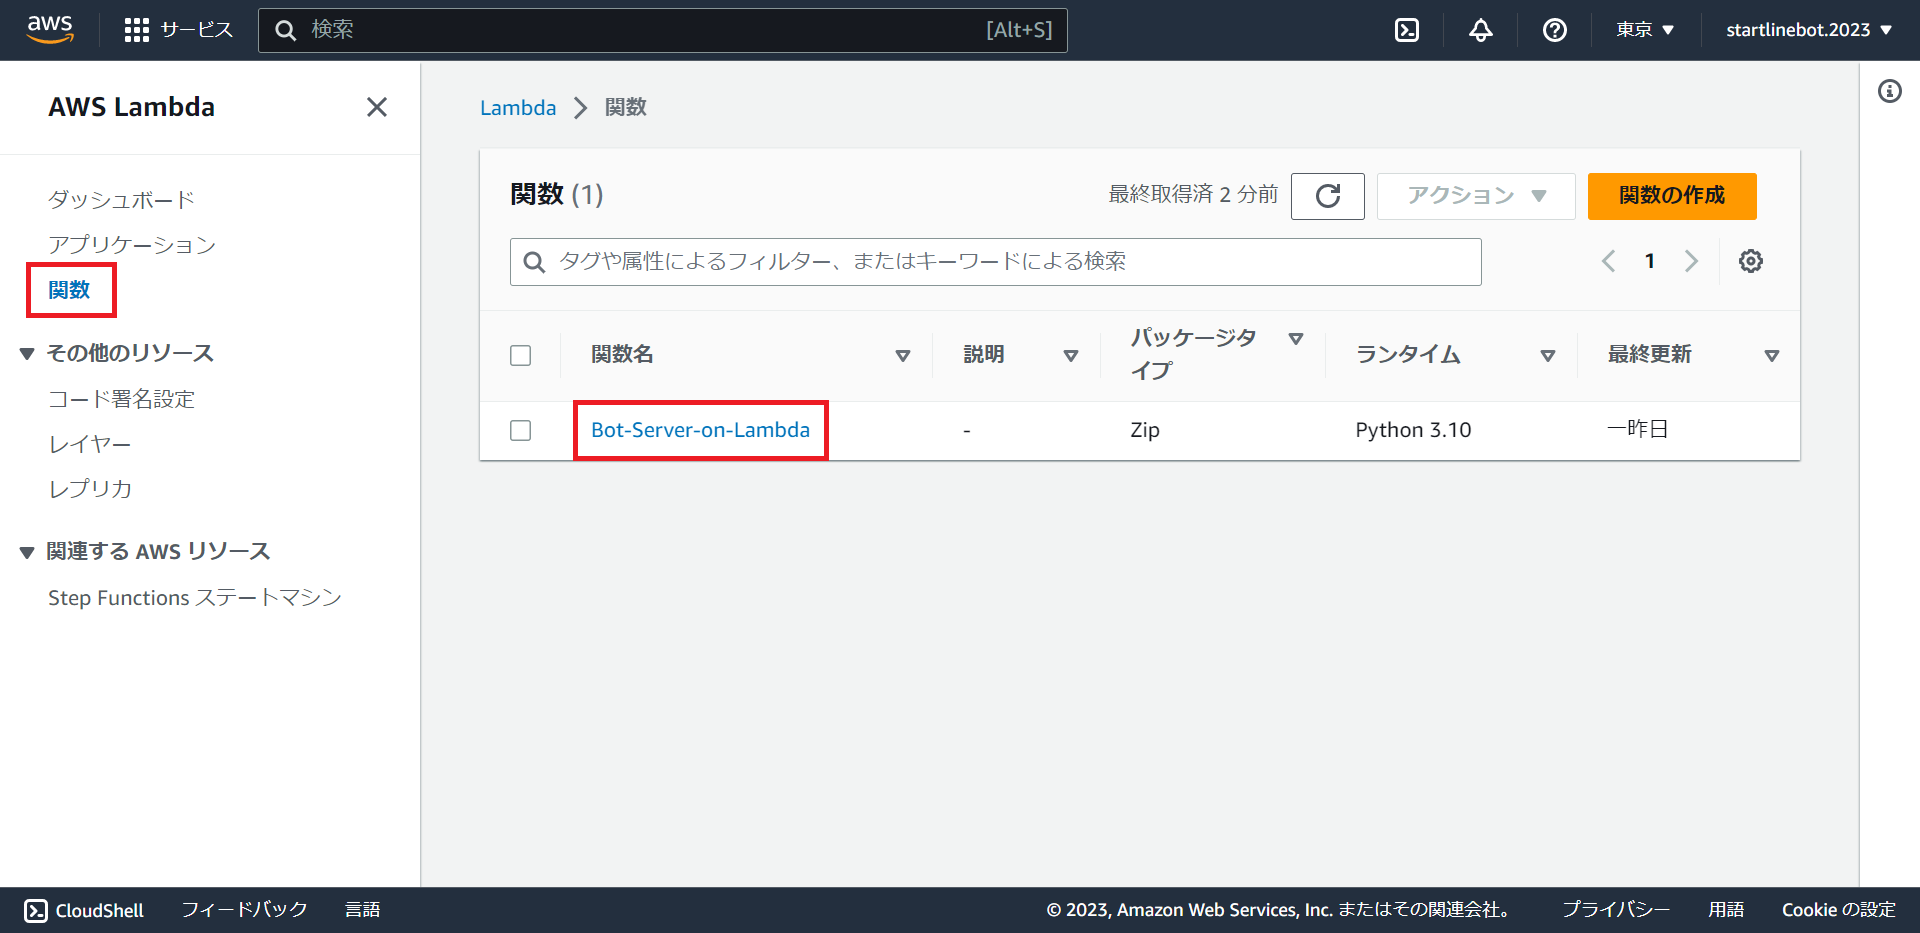 aws
サービス
検索
[Alt+S]
東京
startlinebot.2023
AWS Lambda
ダッシュボード
アプリケーション
関数
その他のリソース
コード署名設定
レイヤー
レプリカ
関連する AWS リソース
Step Functions ステートマシン
Lambda
関数
関数 (1)
最終取得済 2 分前
アクション
関数の作成
タグや属性によるフィルター、またはキーワードによる検索
1
関数名
説明
パッケージタ
イプ
ランタイム
最終更新
Bot-Server-on-Lambda
-
Zip
Python 3.10
一昨日
CloudShell
フィードバック
言語
© 2023, Amazon Web Services, Inc. またはその関連会社。
プライバシー
用語
Cookie の設定